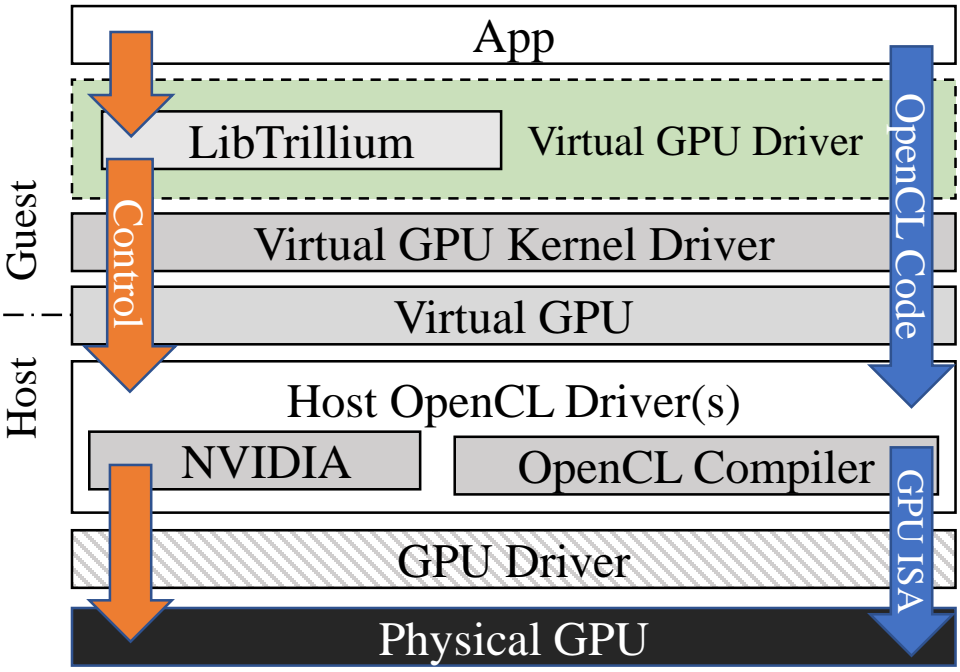 App
LibTrillium
Virtual GPU Driver
OpenCL Code
Guest
Control
Virtual GPU Kernel Driver
Virtual GPU
Host
Host OpenCL Driver(s)
NVIDIA
OpenCL Compiler
GPU ISA
GPU Driver
Physical GPU